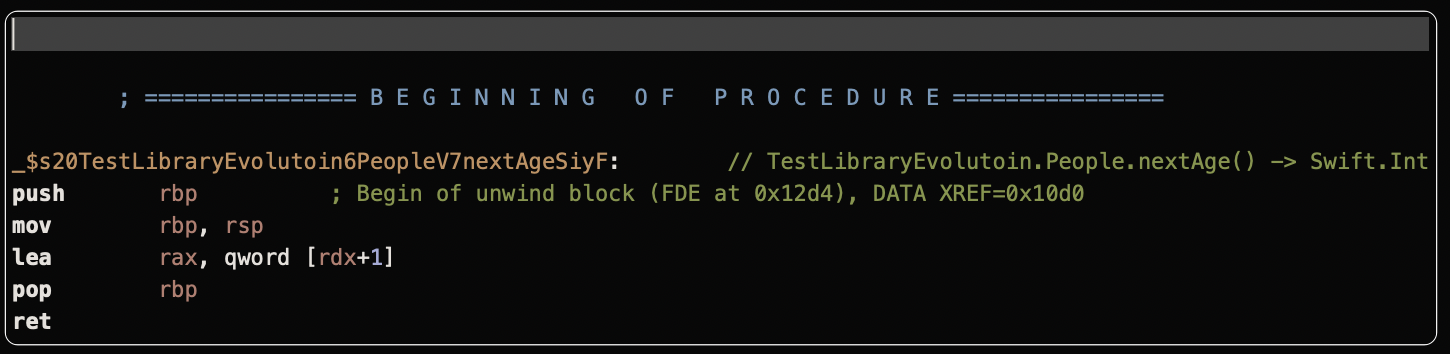 ; ================ B E G I N N I N G   O F   P R O C E D U R E ================
_$s20TestLibraryEvolutoin6PeopleV7nextAgeSiyF:        // TestLibraryEvolutoin.People.nextAge() -> Swift.Int
push       rbp          ; Begin of unwind block (FDE at 0x12d4), DATA XREF=0x10d0
mov        rbp, rsp
lea        rax, qword [rdx+1]
pop        rbp
ret